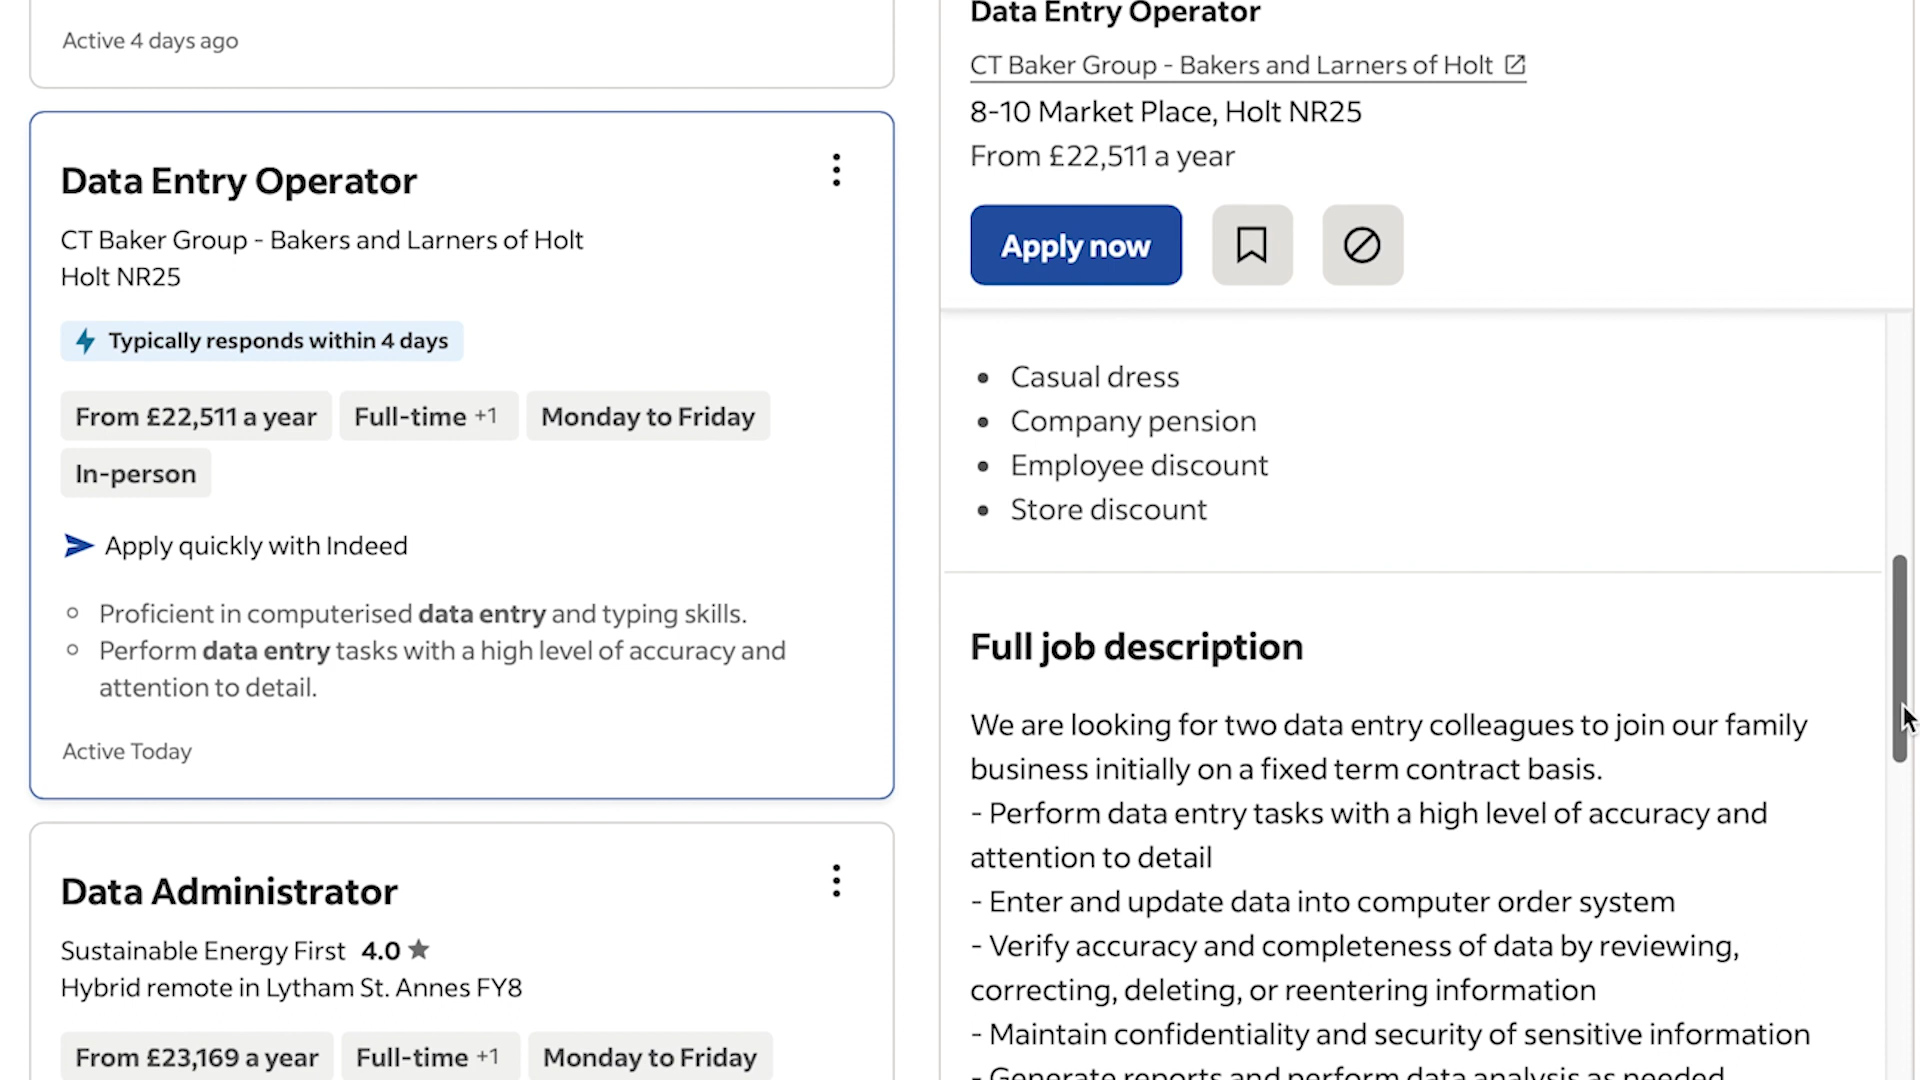 Active 4 days ago
Data Entry Operator
CT Baker Group - Bakers and Larners of Holt
Holt NR25
Typically responds within 4 days
From £22,511 a year
Full-time +1
Monday to Friday
In-person
Apply quickly with Indeed
Proficient in computerised data entry and typing skills.
Perform data entry tasks with a high level of accuracy and
attention to detail.
Active Today
Data Administrator
Sustainable Energy First 4.0 ★
Hybrid remote in Lytham St. Annes FY8
From £23,169 a year
Full-time +1
Monday to Friday
Data Entry Operator
CT Baker Group - Bakers and Larners of Holt
8-10 Market Place, Holt NR25
From £22,511 a year
Apply now
Casual dress
Company pension
Employee discount
Store discount
Full job description
We are looking for two data entry colleagues to join our family
business initially on a fixed term contract basis.
- Perform data entry tasks with a high level of accuracy and
attention to detail
- Enter and update data into computer order system
- Verify accuracy and completeness of data by reviewing,
correcting, deleting, or reentering information
- Maintain confidentiality and security of sensitive information
- Generate reports and perform data analysis as needed